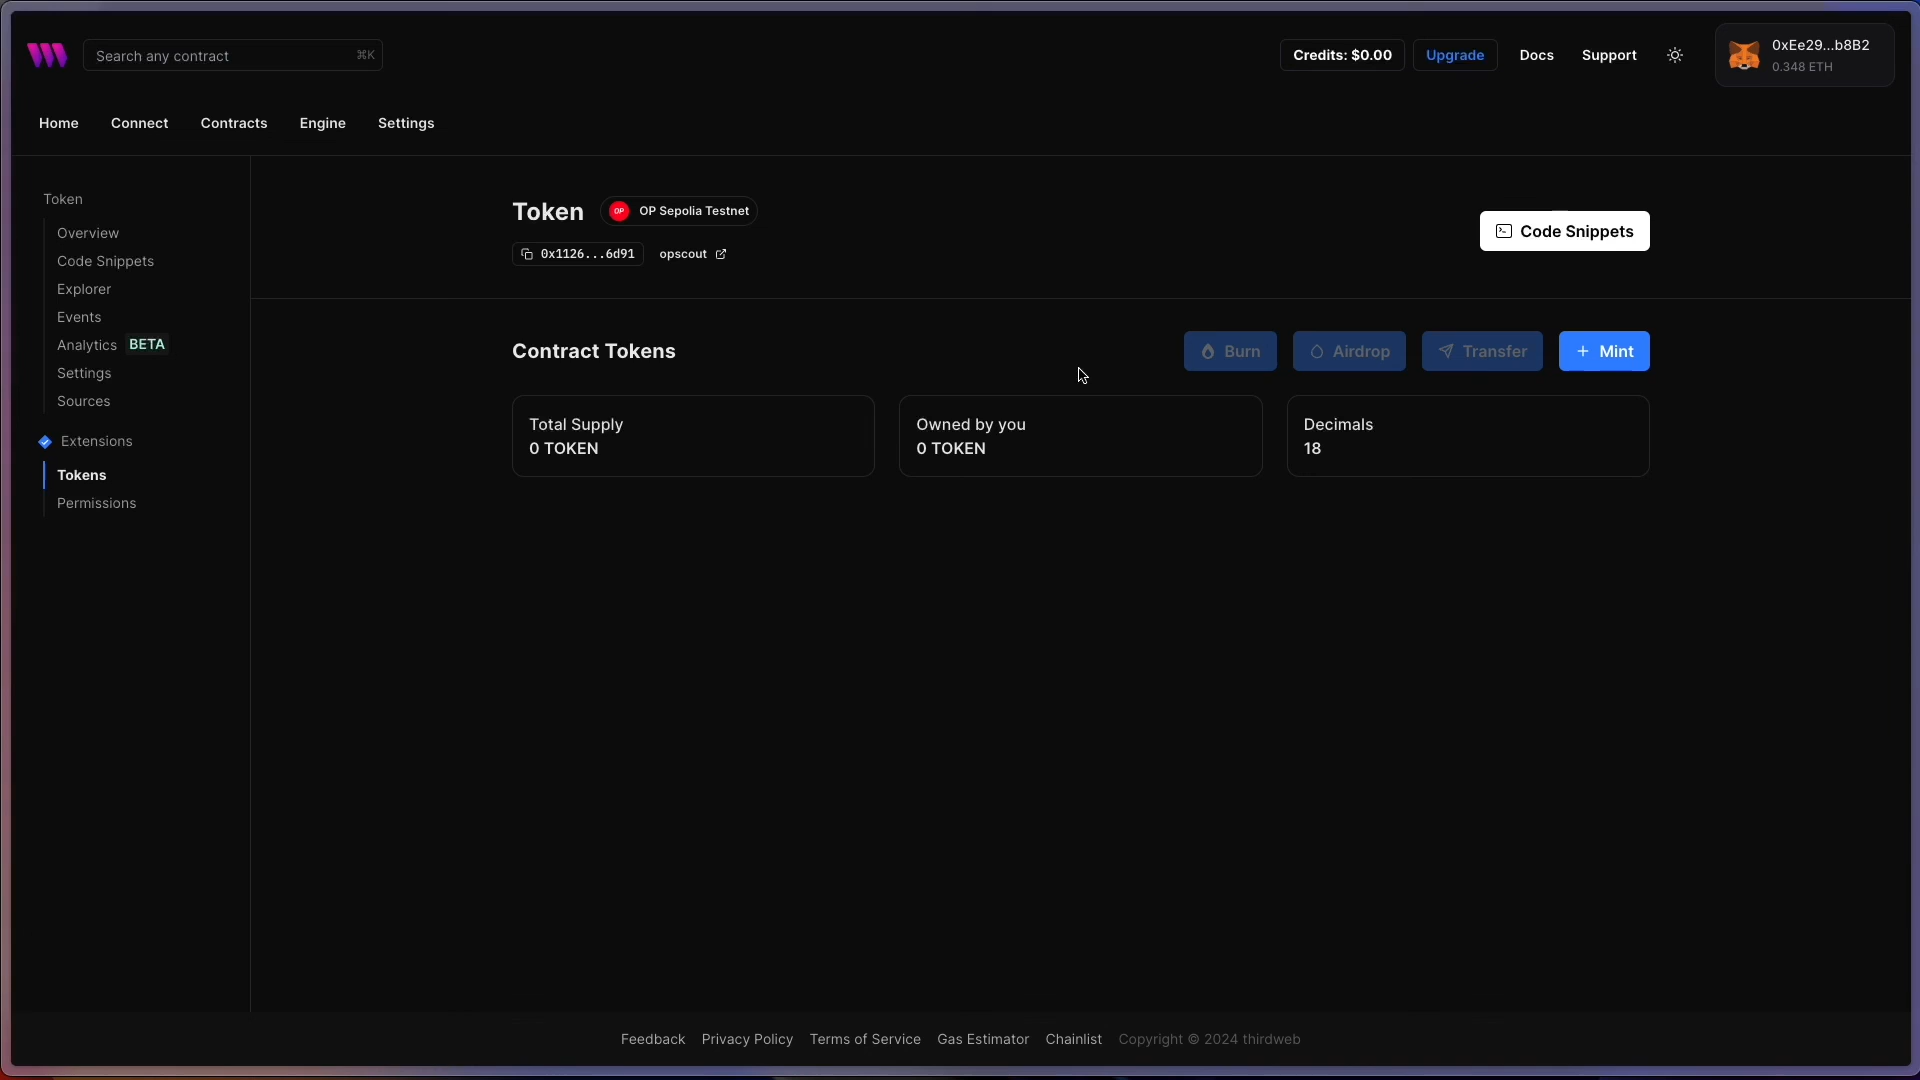 Search any contract ⌘K
Credits: $0.00 Upgrade Docs Support
0xEe29...b8B2
0.348 ETH
Home Connect Contracts Engine Settings
Token
Overview
Code Snippets
Explorer
Events
Analytics BETA
Settings
Sources
Extensions
Tokens
Permissions
Token OP OP Sepolia Testnet
0x1126...6d91 opscout
Code Snippets
Contract Tokens
Burn Airdrop Transfer + Mint
Total Supply
0 TOKEN
Owned by you
0 TOKEN
Decimals
18
Feedback Privacy Policy Terms of Service Gas Estimator Chainlist Copyright © 2024 thirdweb